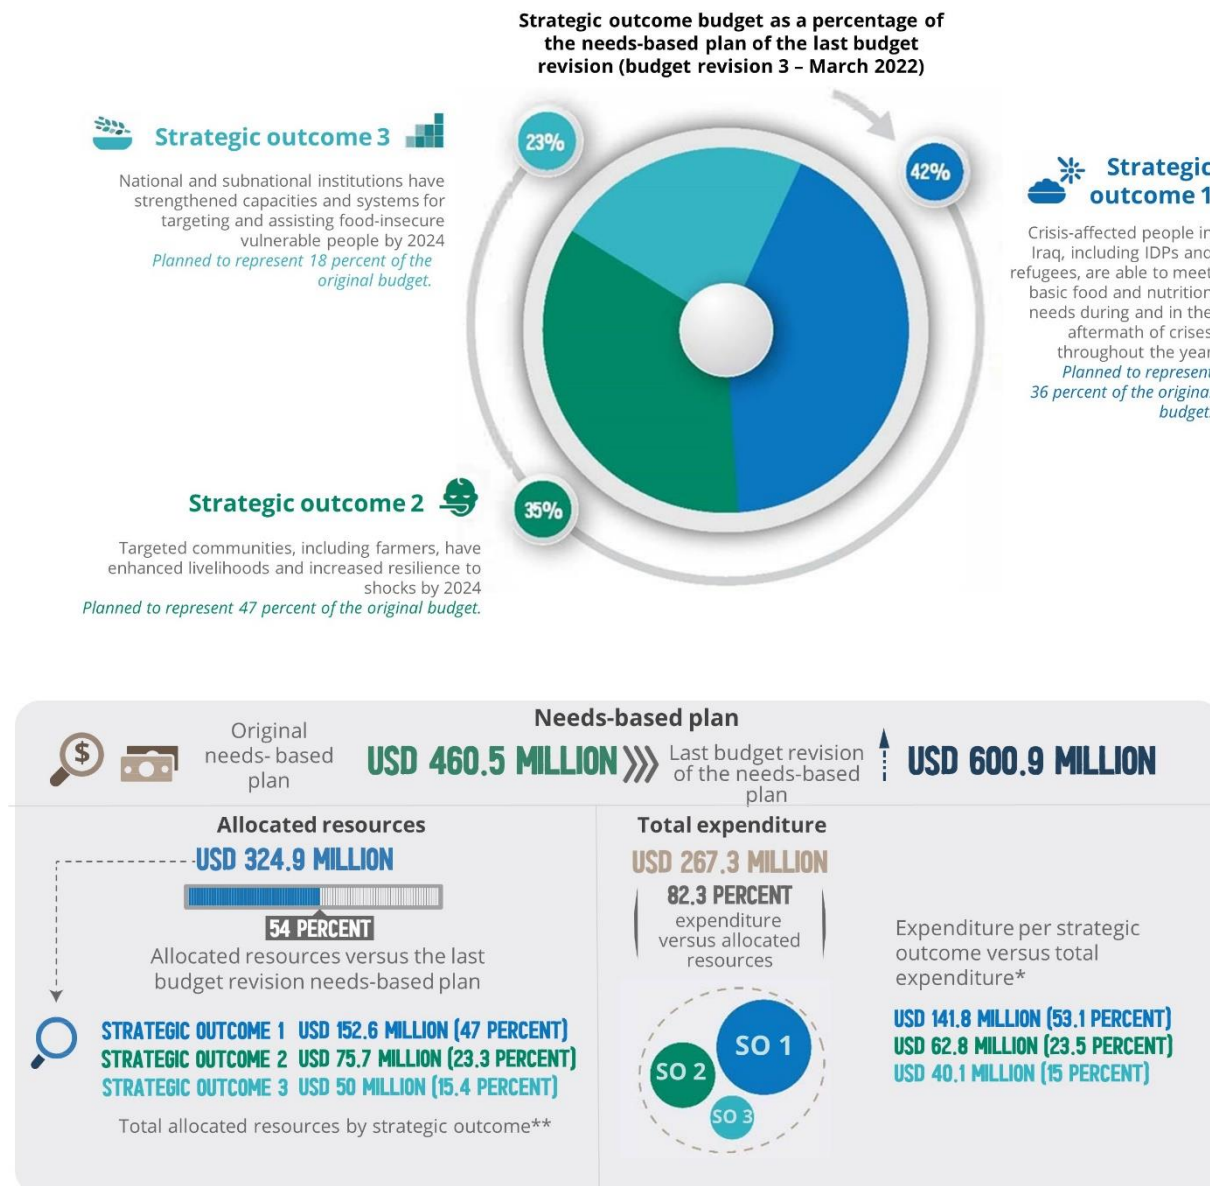 Strategic outcome budget as a percentage of
the needs-based plan of the last budget
revision (budget revision 3 – March 2022)
Strategic outcome 3
National and subnational institutions have
strengthened capacities and systems for
targeting and assisting food-insecure
vulnerable people by 2024
Planned to represent 18 percent of the
original budget.
23%
42%
Strategic
outcome 1
Crisis-affected people in
Iraq, including IDPs and
refugees, are able to meet
basic food and nutrition
needs during and in the
aftermath of crises
throughout the year
Planned to represent
36 percent of the original
budget.
Strategic outcome 2
Targeted communities, including farmers, have
enhanced livelihoods and increased resilience to
shocks by 2024
Planned to represent 47 percent of the original budget.
35%
Needs-based plan
$
Original
needs- based
plan
USD 460.5 MILLION
Last budget revision
of the needs-based
plan
USD 600.9 MILLION
Allocated resources
USD 324.9 MILLION
54 PERCENT
Allocated resources versus the last
budget revision needs-based plan
STRATEGIC OUTCOME 1 USD 152.6 MILLION (47 PERCENT)
STRATEGIC OUTCOME 2 USD 75.7 MILLION (23.3 PERCENT)
STRATEGIC OUTCOME 3 USD 50 MILLION (15.4 PERCENT)
Total allocated resources by strategic outcome**
Total expenditure
USD 267.3 MILLION
82.3 PERCENT
expenditure
versus allocated
resources
SO 1
SO 2
SO 3
Expenditure per strategic
outcome versus total
expenditure*
USD 141.8 MILLION (53.1 PERCENT)
USD 62.8 MILLION (23.5 PERCENT)
USD 40.1 MILLION (15 PERCENT)